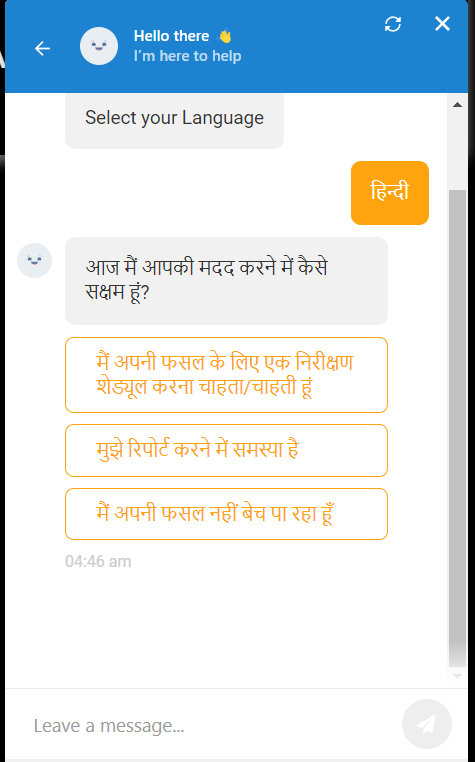 Hello there 👋
I'm here to help
Select your Language
हिन्दी
आज मैं आपकी मदद करने में कैसे
सक्षम हूं?
मैं अपनी फसल के लिए एक निरीक्षण
शेड्यूल करना चाहता/चाहती हूं
मुझे रिपोर्ट करने में समस्या है
मैं अपनी फसल नहीं बेच पा रहा हूँ
04:46 am
Leave a message...